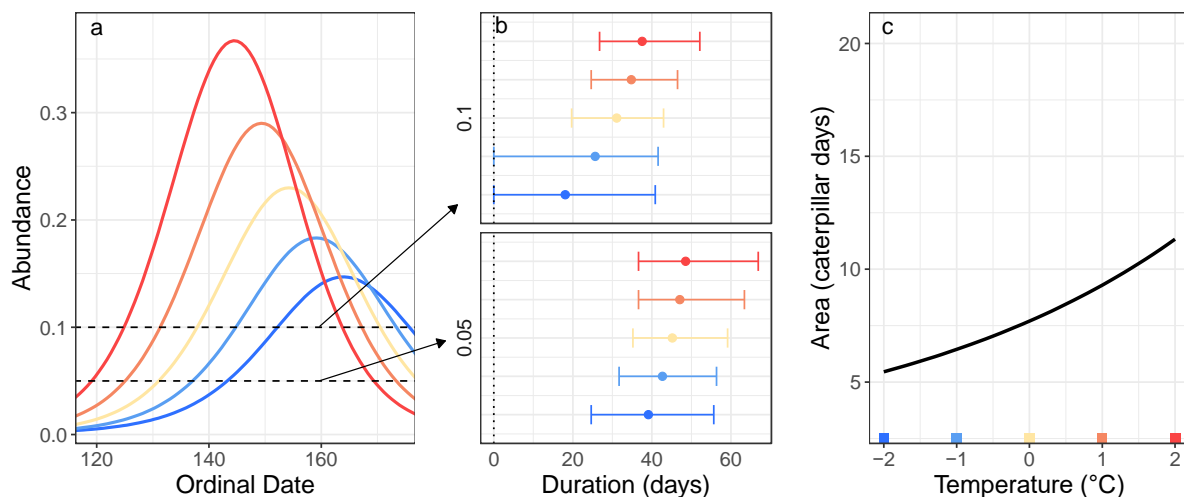 a
Abundance
0.3
0.2
0.1
0.0
120 140 160
Ordinal Date
b
0.1
0.05
0 20 40 60
Duration (days)
c
Area (caterpillar days)
20
15
10
5
−2 −1 0 1 2
Temperature (°C)